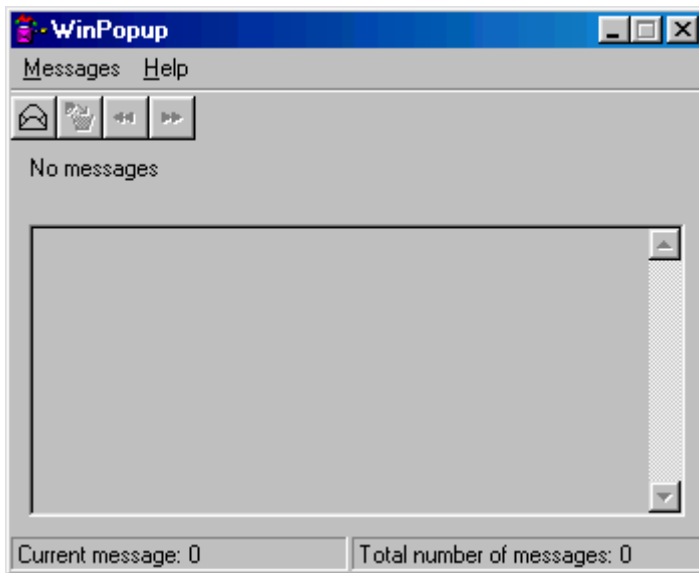 WinPopup
Messages Help
No messages
Current message: 0 Total number of messages: 0